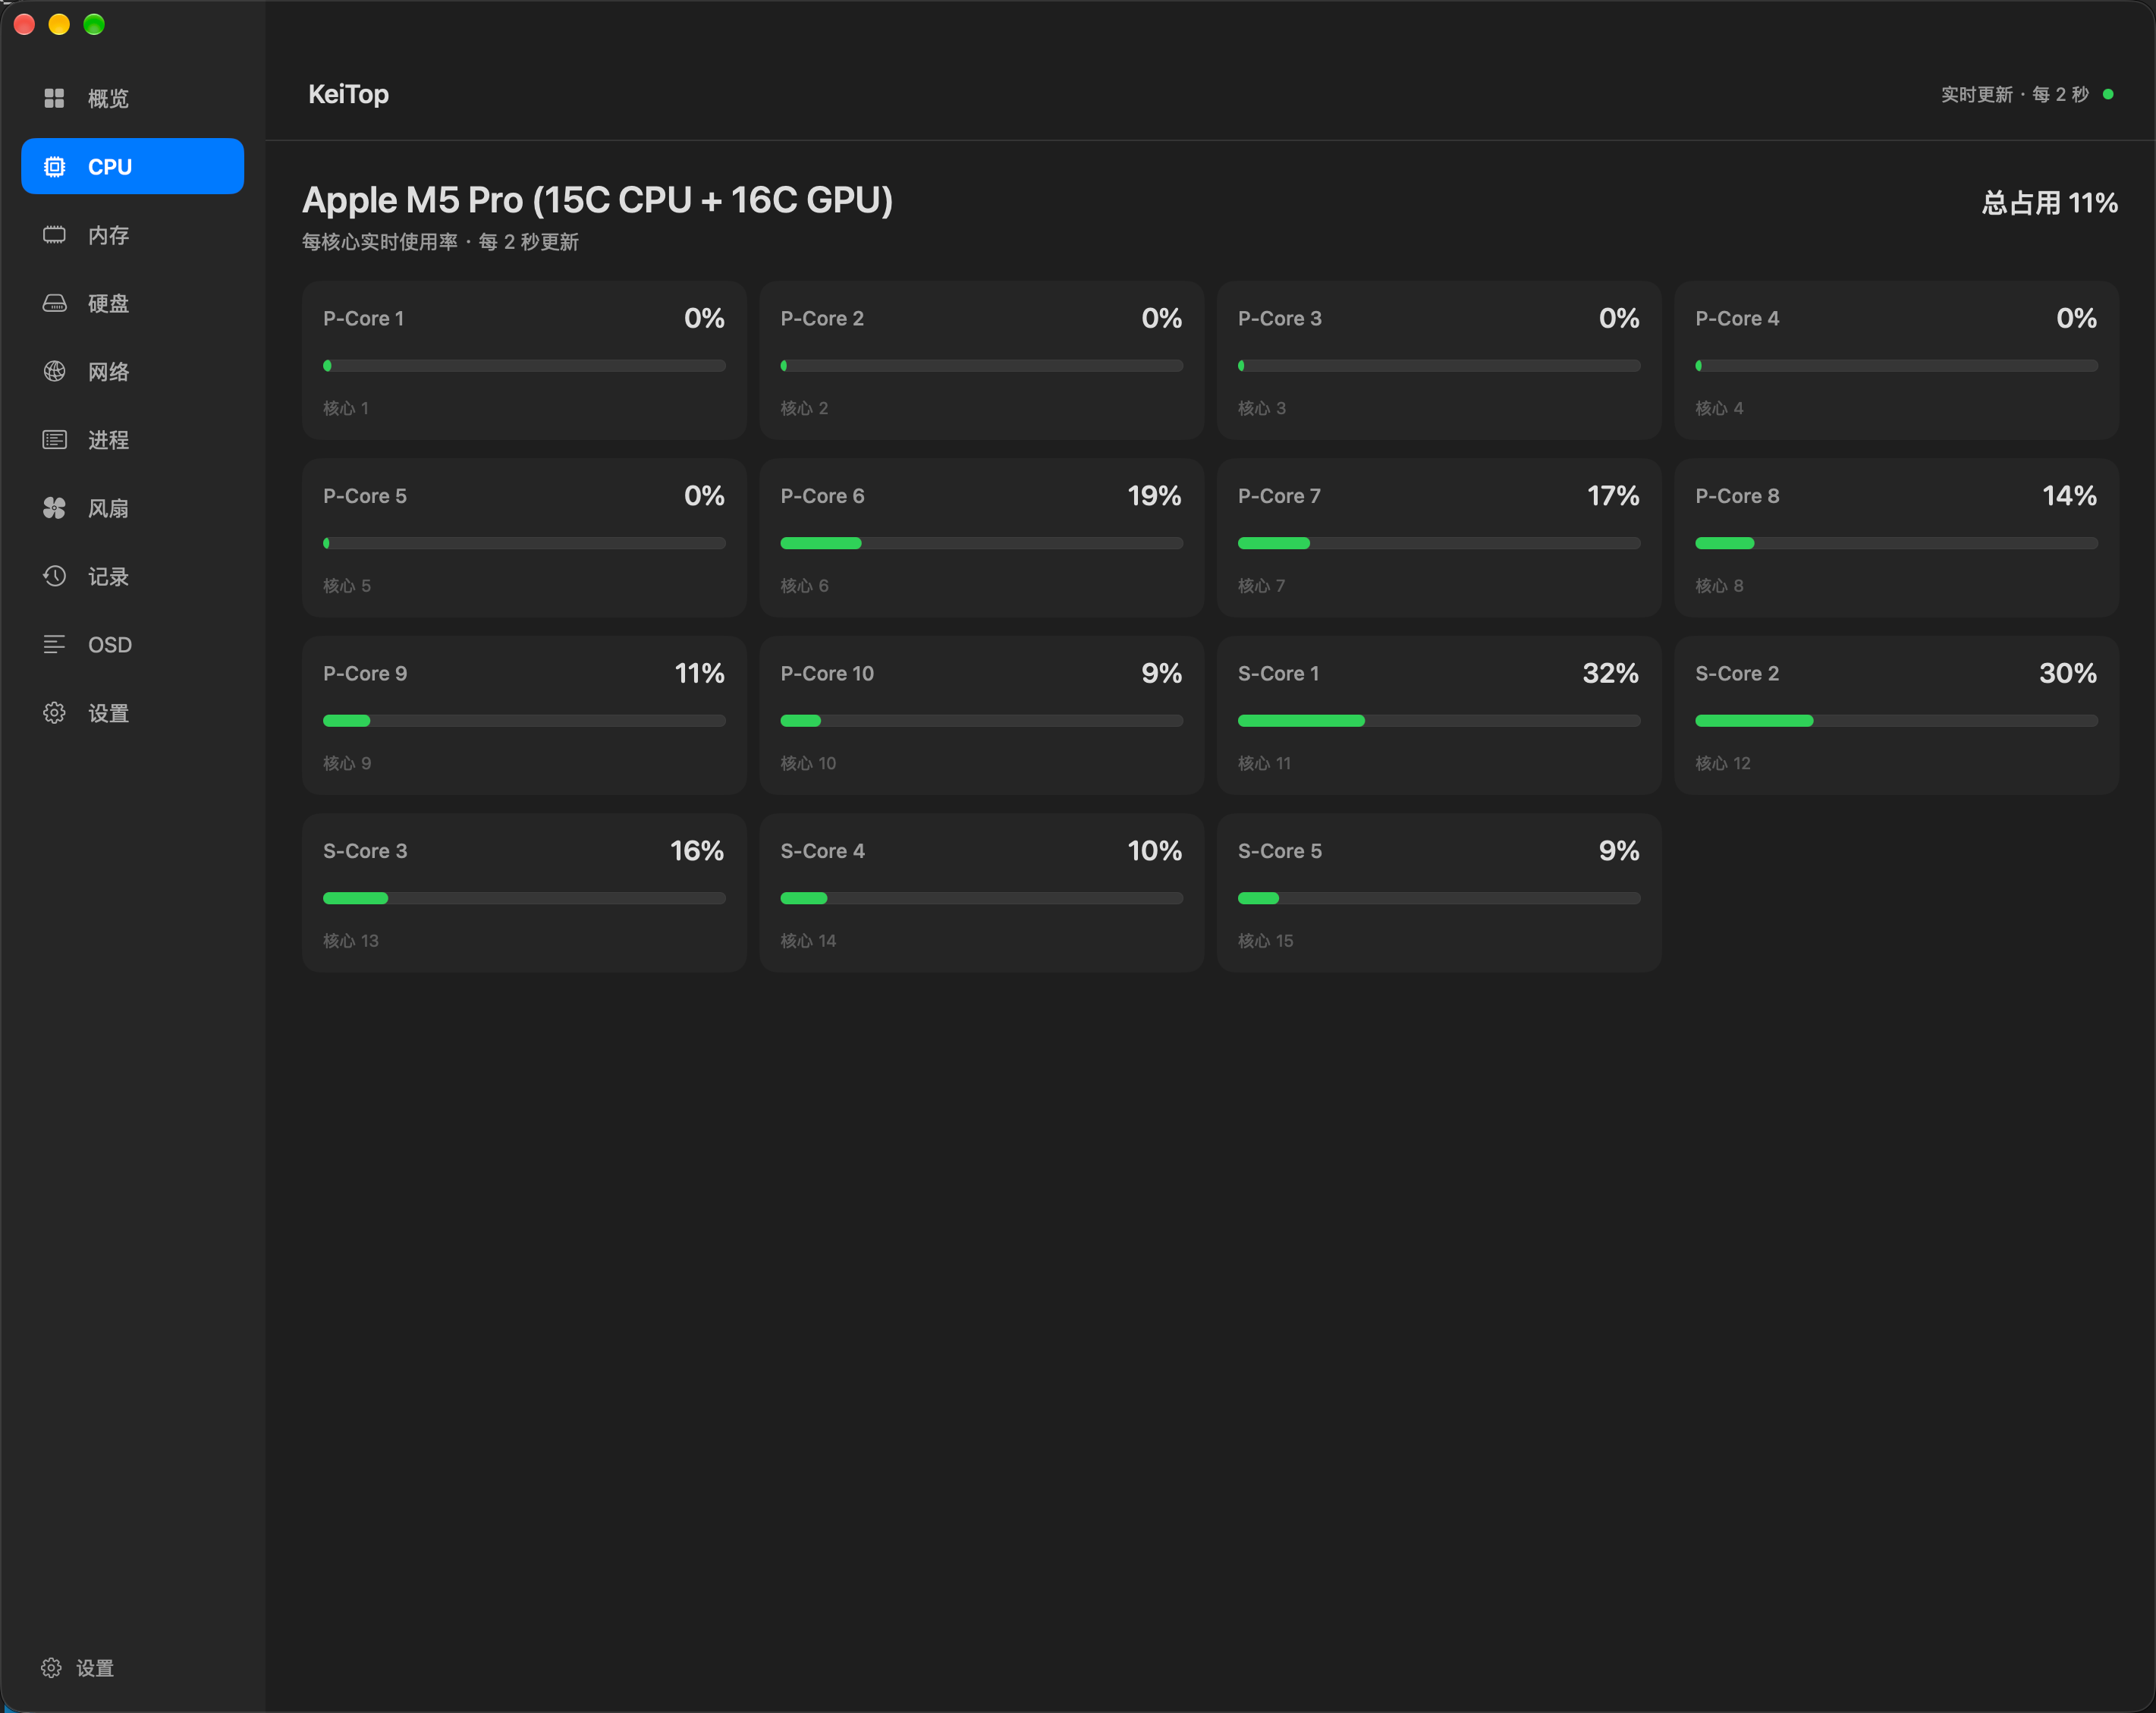 概览
CPU
内存
硬盘
网络
进程
风扇
记录
OSD
设置
设置
KeiTop
实时更新 · 每 2 秒
Apple M5 Pro (15C CPU + 16C GPU)
总占用 11%
每核心实时使用率 · 每 2 秒更新
P-Core 1 0%
核心 1
P-Core 2 0%
核心 2
P-Core 3 0%
核心 3
P-Core 4 0%
核心 4
P-Core 5 0%
核心 5
P-Core 6 19%
核心 6
P-Core 7 17%
核心 7
P-Core 8 14%
核心 8
P-Core 9 11%
核心 9
P-Core 10 9%
核心 10
S-Core 1 32%
核心 11
S-Core 2 30%
核心 12
S-Core 3 16%
核心 13
S-Core 4 10%
核心 14
S-Core 5 9%
核心 15